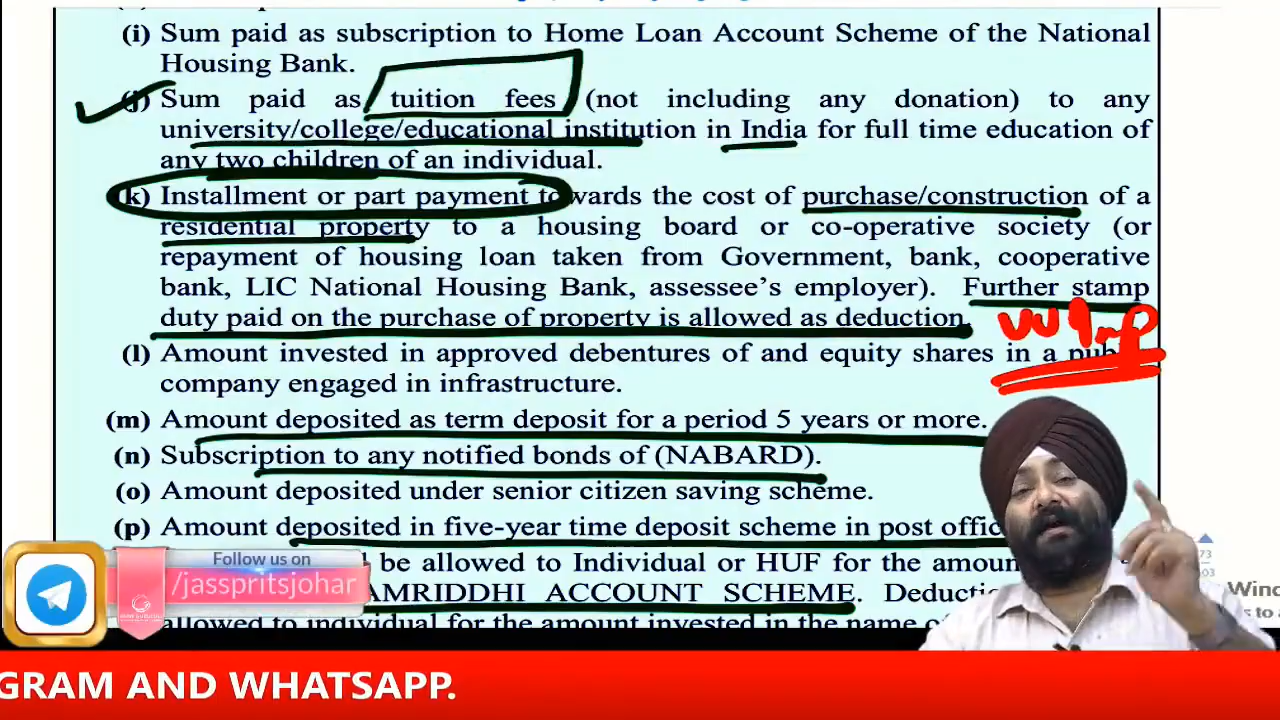 (i) Sum paid as subscription to Home Loan Account Scheme of the National
Housing Bank.
(j) Sum paid as tuition fees (not including any donation) to any
university/college/educational institution in India for full time education of
any two children of an individual.
(k) Installment or part payment towards the cost of purchase/construction of a
residential property to a housing board or co-operative society (or
repayment of housing loan taken from Government, bank, cooperative
bank, LIC National Housing Bank, assessee's employer). Further stamp
duty paid on the purchase of property is allowed as deduction.
VV Imp
(l) Amount invested in approved debentures of and equity shares in a
company engaged in infrastructure.
(m) Amount deposited as term deposit for a period 5 years or more.
(n) Subscription to any notified bonds of (NABARD).
(o) Amount deposited under senior citizen saving scheme.
(p) Amount deposited in five-year time deposit scheme in post offic
be allowed to Individual or HUF for the amoun
AMRIDDHI ACCOUNT SCHEME. Deducti
allowed to individual for the amount invested in the name of
Follow us on
/jasspritsjohar
Wind
s to a
GRAM AND WHATSAPP.